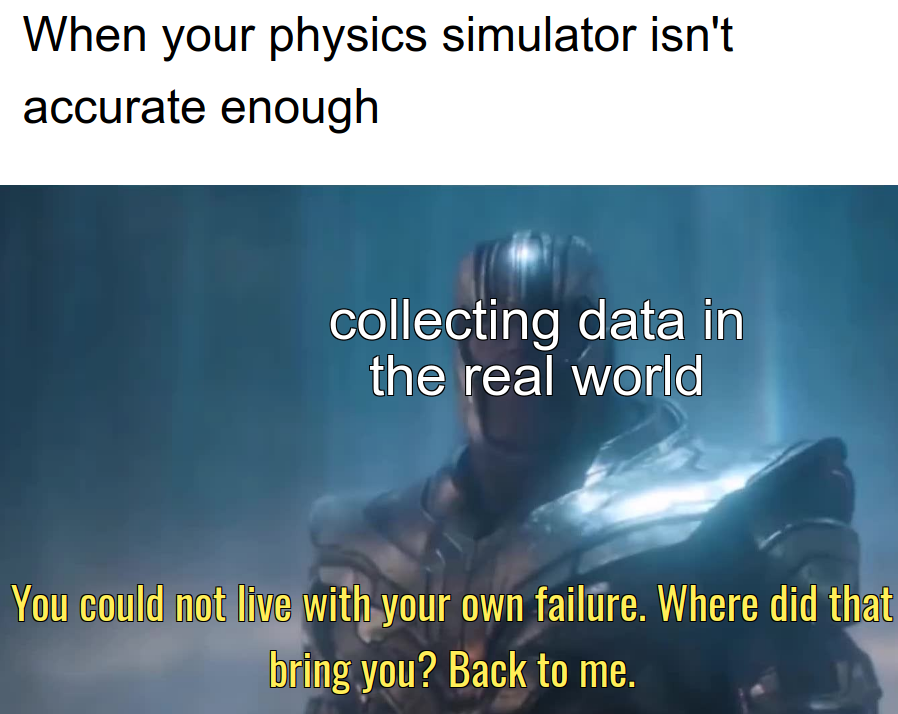 When your physics simulator isn't
accurate enough
collecting data in
the real world
You could not live with your own failure. Where did that
bring you? Back to me.